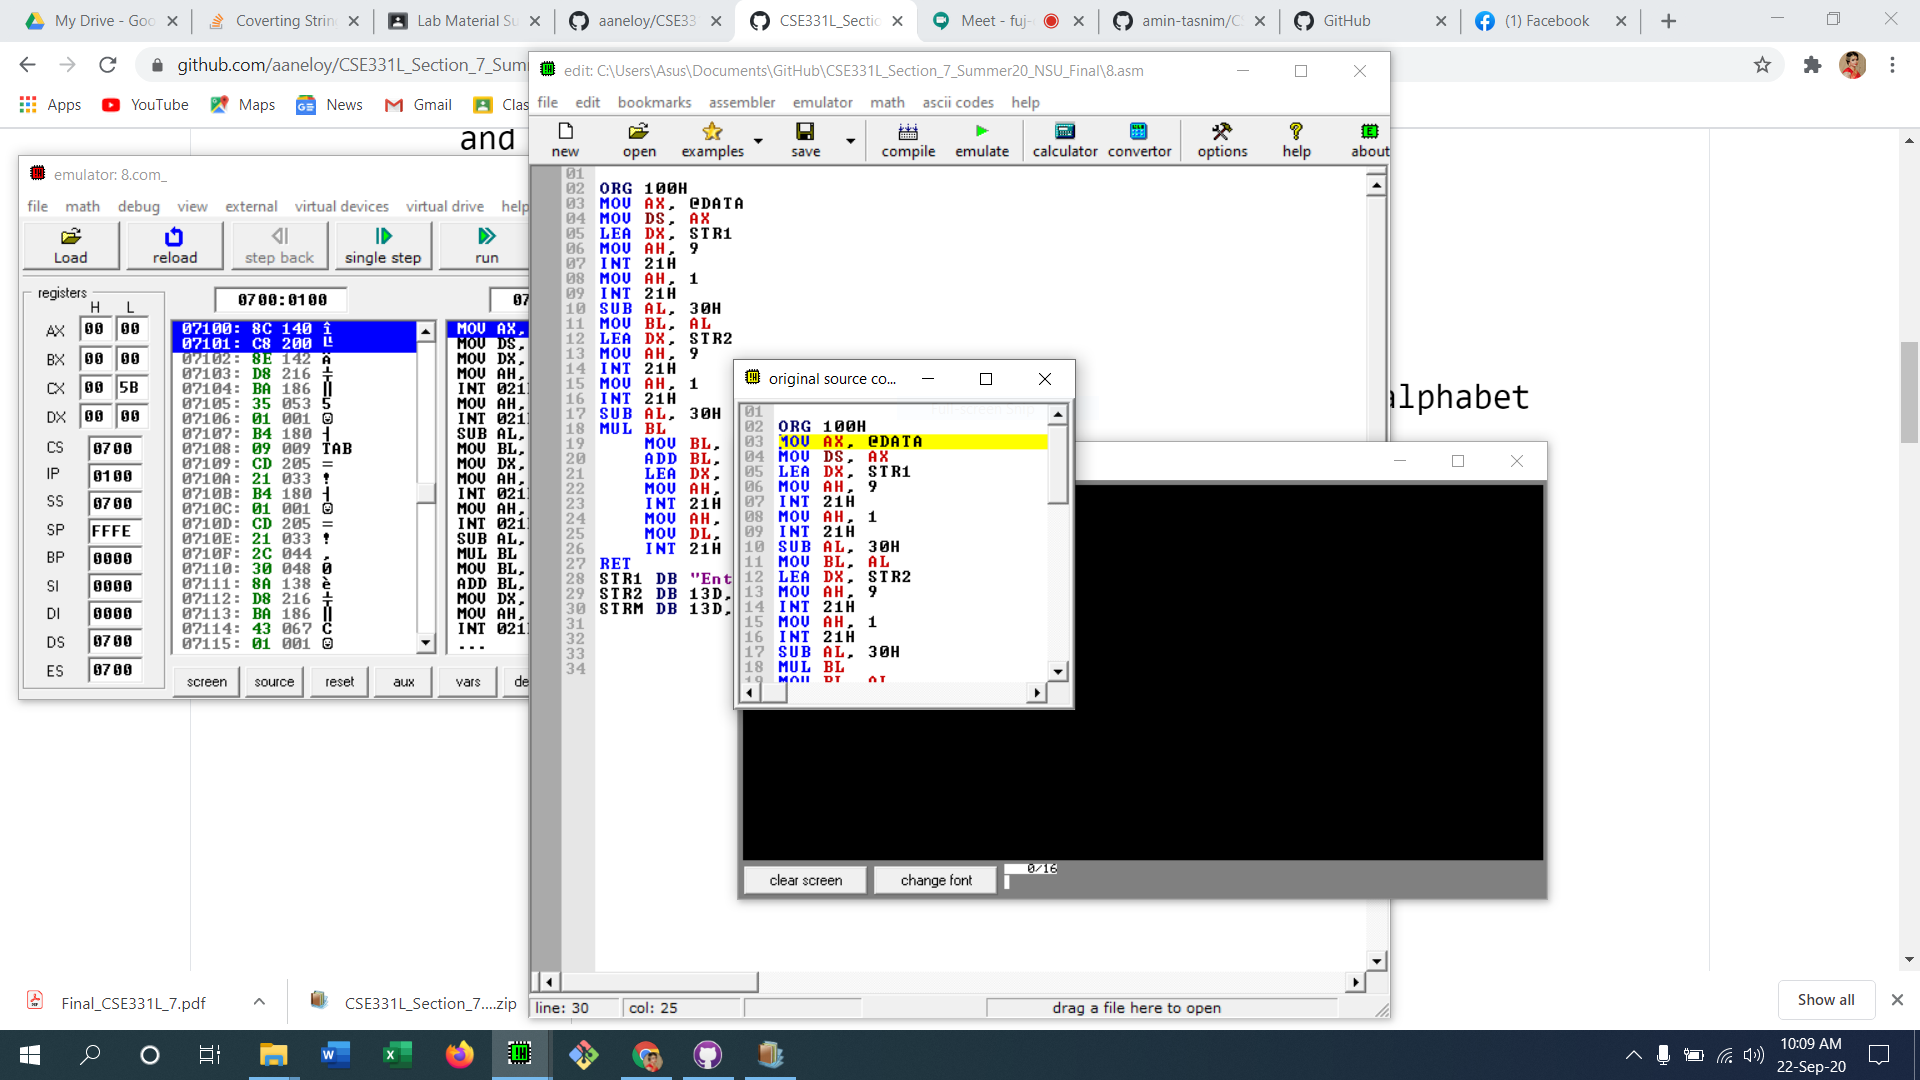 My Drive - Goo
Coverting String
Lab Material Su
aaneloy/CSE33
CSE331L_Sectio
Meet - fuj-
amin-tasnim/C
GitHub
(1) Facebook
github.com/aaneloy/CSE331L_Section_7_Sum
Apps
YouTube
Maps
News
Gmail
Clas
and
alphabet
emulator: 8.com_
file math debug view external virtual devices virtual drive help
Load
reload
step back
single step
run
registers
H L
AX 00 00
BX 00 00
CX 00 5B
DX 00 00
CS 0700
IP 0100
SS 0700
SP FFFE
BP 0000
SI 0000
DI 0000
DS 0700
ES 0700
0700:0100
07
07100: 8C 140 î
07101: C8 200 ╚
07102: 8E 142 Ä
07103: D8 216 ╪
07104: BA 186 ║
07105: 35 053 5
07106: 01 001 ☺
07107: B4 180 ┤
07108: 09 009 TAB
07109: CD 205 =
0710A: 21 033 !
0710B: B4 180 ┤
0710C: 01 001 ☺
0710D: CD 205 =
0710E: 21 033 !
0710F: 2C 044 ,
07110: 30 048 0
07111: 8A 138 è
07112: D8 216 ╪
07113: BA 186 ║
07114: 43 067 C
07115: 01 001 ☺
MOV AX,
MOV DS,
MOV DX,
MOV AH,
INT 021
MOV AH,
INT 021
SUB AL,
MOV BL,
MOV DX,
MOV AH,
INT 021
MOV AH,
INT 021
SUB AL,
MUL BL
MOV BL,
ADD BL,
MOV DX,
MOV AH,
INT 021
...
screen
source
reset
aux
vars
de
edit: C:\Users\Asus\Documents\GitHub\CSE331L_Section_7_Summer20_NSU_Final\8.asm
file edit bookmarks assembler emulator math ascii codes help
new
open
examples
save
compile
emulate
calculator
convertor
options
help
about
01
02 ORG 100H
03 MOV AX, @DATA
04 MOV DS, AX
05 LEA DX, STR1
06 MOV AH, 9
07 INT 21H
08 MOV AH, 1
09 INT 21H
10 SUB AL, 30H
11 MOV BL, AL
12 LEA DX, STR2
13 MOV AH, 9
14 INT 21H
15 MOV AH, 1
16 INT 21H
17 SUB AL, 30H
18 MUL BL
19 MOV BL,
20 ADD BL,
21 LEA DX,
22 MOV AH,
23 INT 21H
24 MOV AH,
25 MOV DL,
26 INT 21H
27 RET
28 STR1 DB "Ent
29 STR2 DB 13D,
30 STRM DB 13D,
31
32
33
34
line: 30
col: 25
drag a file here to open
original source co...
01
02 ORG 100H
03 MOV AX, @DATA
04 MOV DS, AX
05 LEA DX, STR1
06 MOV AH, 9
07 INT 21H
08 MOV AH, 1
09 INT 21H
10 SUB AL, 30H
11 MOV BL, AL
12 LEA DX, STR2
13 MOV AH, 9
14 INT 21H
15 MOV AH, 1
16 INT 21H
17 SUB AL, 30H
18 MUL BL
19 MOV BL, AL
clear screen
change font
0/16
Final_CSE331L_7.pdf
CSE331L_Section_7....zip
Show all
10:09 AM
22-Sep-20